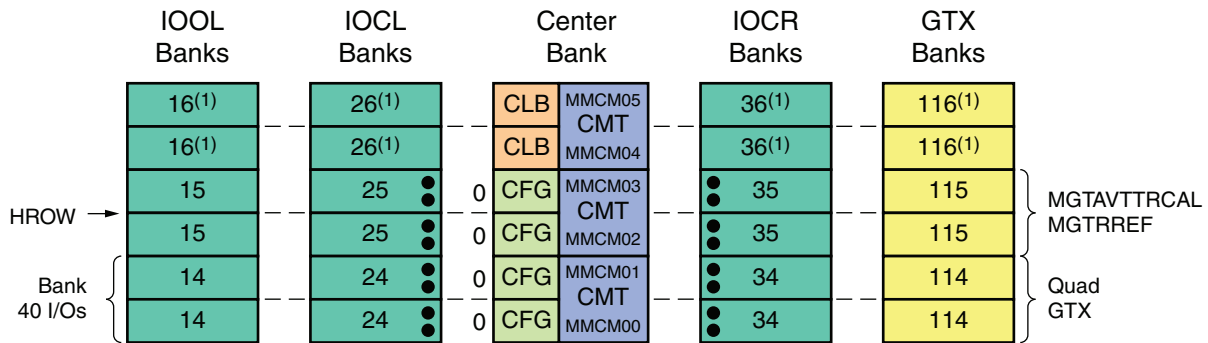 IOOL Banks
IOCL Banks
Center Bank
IOCR Banks
GTX Banks
16(1) 26(1) CLB MMCM05 36(1) 116(1)
CMT
16(1) 26(1) CLB MMCM04 36(1) 116(1)
15 25 0 CFG MMCM03 35 115
CMT
15 25 0 CFG MMCM02 35 115
14 24 0 CFG MMCM01 34 114
CMT
14 24 0 CFG MMCM00 34 114
HROW
Bank
40 I/Os
MGTAVTTRCAL
MGTRREF
Quad
GTX